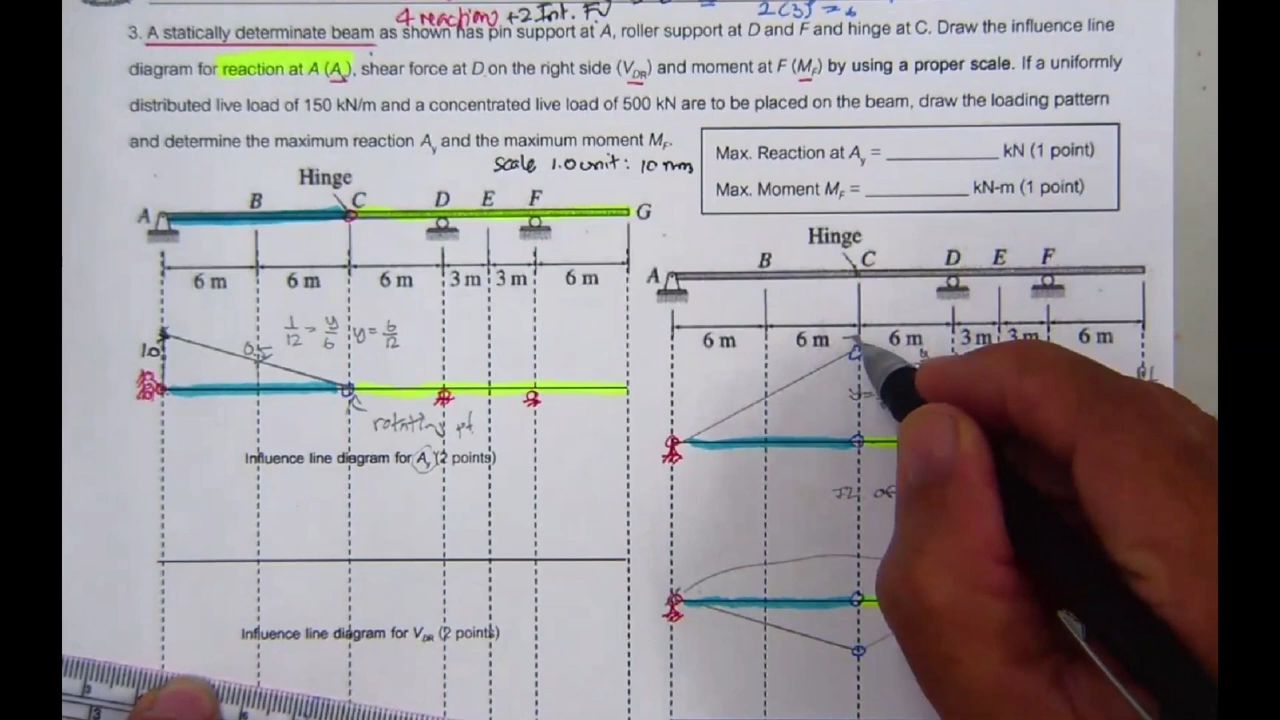 4 reaction + 2 Int. F
2(3) = 6
3. A statically determinate beam as shown has pin support at A, roller support at D and F and hinge at C. Draw the influence line
diagram for reaction at A (Ay), shear force at D on the right side (VDR) and moment at F (MF) by using a proper scale. If a uniformly
distributed live load of 150 kN/m and a concentrated live load of 500 kN are to be placed on the beam, draw the loading pattern
and determine the maximum reaction Ay and the maximum moment MF.
scale 1.0 unit : 10 mm
Max. Reaction at Ay = __________ kN (1 point)
Max. Moment MF = __________ kN-m (1 point)
Hinge
A B C D E F G
6 m 6 m 6 m 3 m 3 m 6 m
1/12 = y/6 y = 6/12
1.0 0.5
rotating pt
Influence line diagram for Ay (2 points)
Influence line diagram for VDR (2 points)
Hinge
A B C D E F
6 m 6 m 6 m 3 m 3 m 6 m
y =